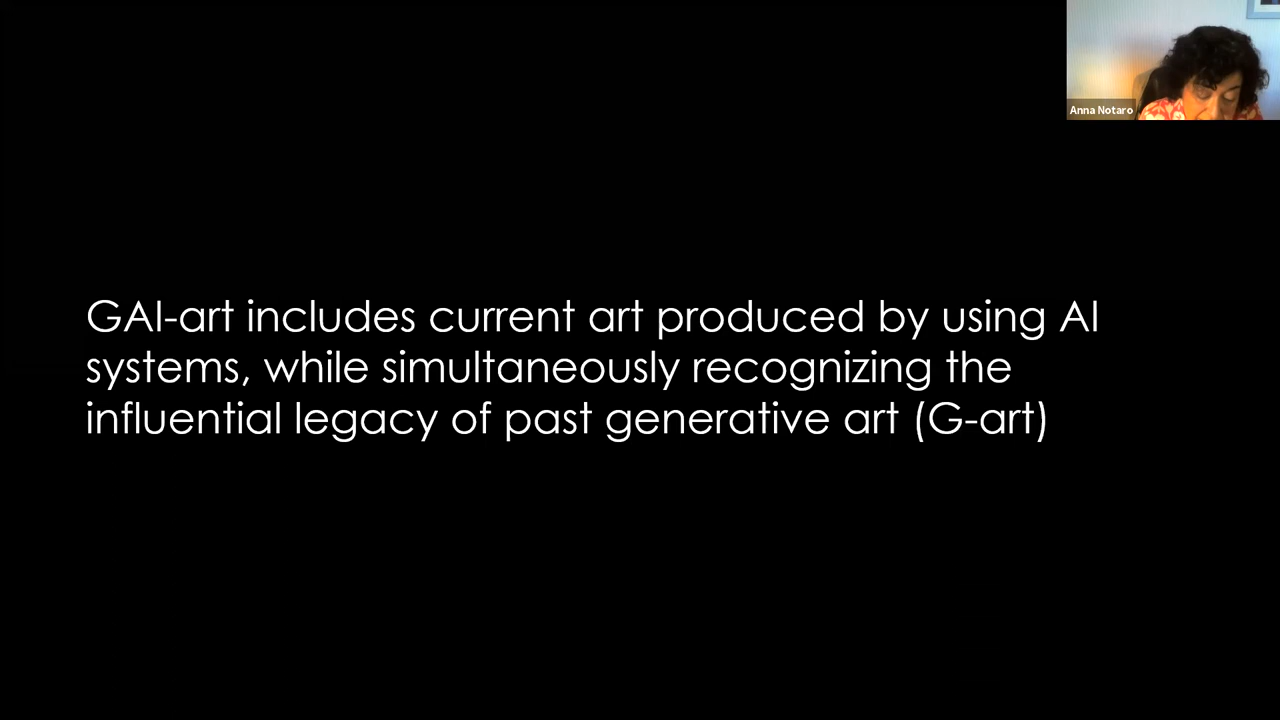 Anna Notaro
GAI-art includes current art produced by using AI
systems, while simultaneously recognizing the
influential legacy of past generative art (G-art)